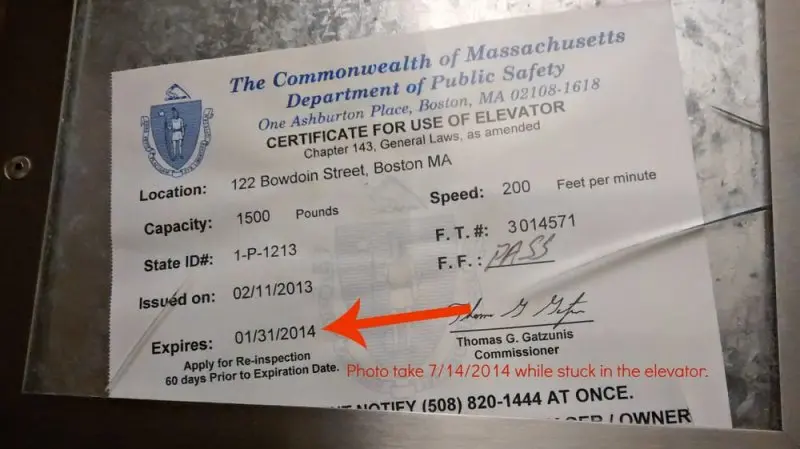 The Commonwealth of Massachusetts
Department of Public Safety
One Ashburton Place, Boston, MA 02108-1618
CERTIFICATE FOR USE OF ELEVATOR
Chapter 143, General Laws, as amended
Location: 122 Bowdoin Street, Boston MA
Capacity: 1500 Pounds
Speed: 200 Feet per minute
State ID#: 1-P-1213
F. T. #: 3014571
F. F. : PASS
Issued on: 02/11/2013
Expires: 01/31/2014
Thomas G. Gatzunis
Commissioner
Apply for Re-inspection
60 days Prior to Expiration Date.
Photo take 7/14/2014 while stuck in the elevator.
NOTIFY (508) 820-1444 AT ONCE.
/ OWNER